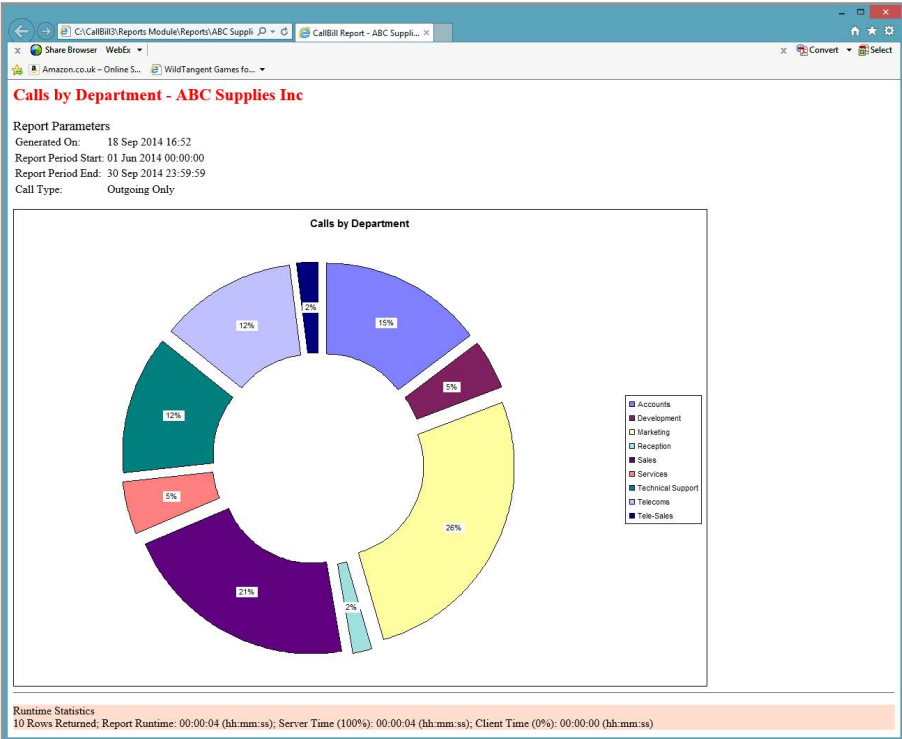 C:\CallBill3\Reports Module\Reports\ABC Suppli
CallBill Report - ABC Suppli... ×
x Share Browser WebEx
x Convert Select
Amazon.co.uk – Online S... WildTangent Games fo...
Calls by Department - ABC Supplies Inc
Report Parameters
Generated On: 18 Sep 2014 16:52
Report Period Start: 01 Jun 2014 00:00:00
Report Period End: 30 Sep 2014 23:59:59
Call Type: Outgoing Only
Calls by Department
2%
15%
12%
5%
12%
5%
26%
21%
2%
Accounts
Development
Marketing
Reception
Sales
Services
Technical Support
Telecoms
Tele-Sales
Runtime Statistics
10 Rows Returned; Report Runtime: 00:00:04 (hh:mm:ss); Server Time (100%): 00:00:04 (hh:mm:ss); Client Time (0%): 00:00:00 (hh:mm:ss)